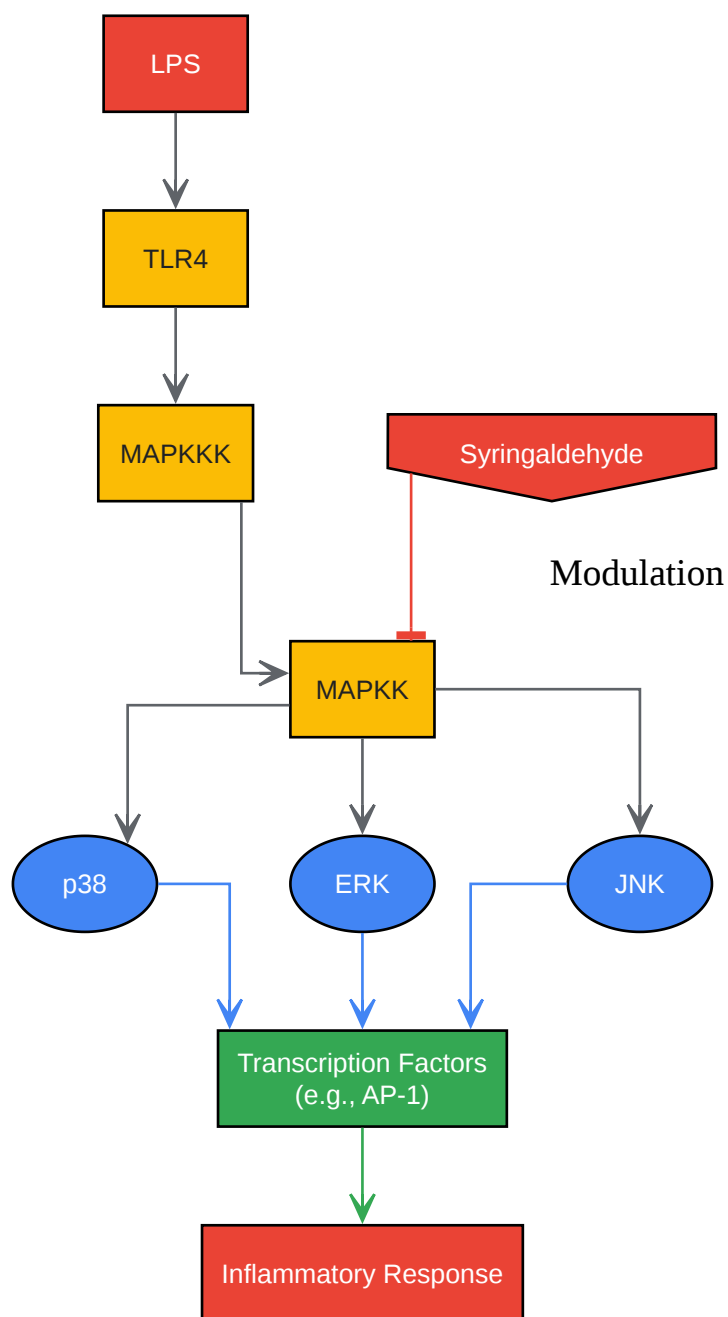 LPS
TLR4
MAPKKK
Syringaldehyde
Modulation
MAPKK
p38
ERK
JNK
Transcription Factors
(e.g., AP-1)
Inflammatory Response